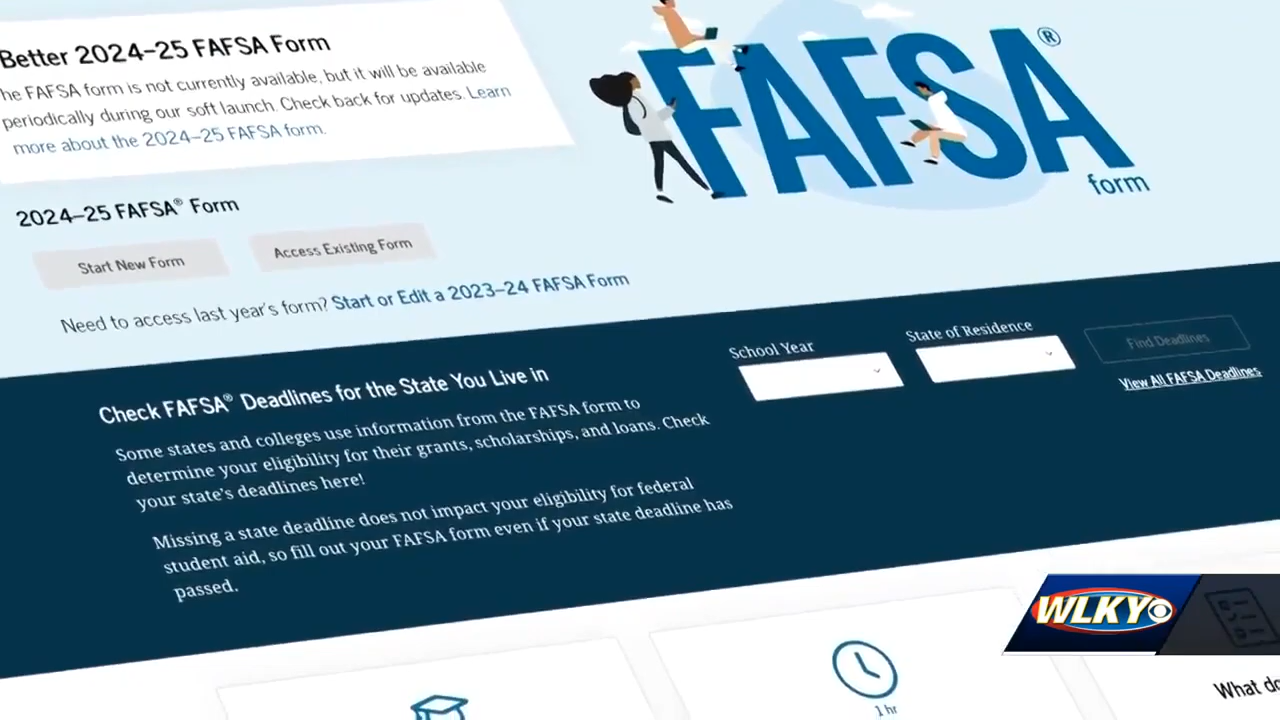 Better 2024–25 FAFSA Form
he FAFSA form is not currently available, but it will be available
periodically during our soft launch. Check back for updates. Learn
more about the 2024–25 FAFSA form.
FAFSA®
form
2024–25 FAFSA® Form
Start New Form
Access Existing Form
Need to access last year's form? Start or Edit a 2023–24 FAFSA Form
Check FAFSA® Deadlines for the State You Live in
Some states and colleges use information from the FAFSA form to
determine your eligibility for their grants, scholarships, and loans. Check
your state's deadlines here!
Missing a state deadline does not impact your eligibility for federal
student aid, so fill out your FAFSA form even if your state deadline has
passed.
School Year
State of Residence
Find Deadlines
View All FAFSA Deadlines
WLKY
1 hr
What do